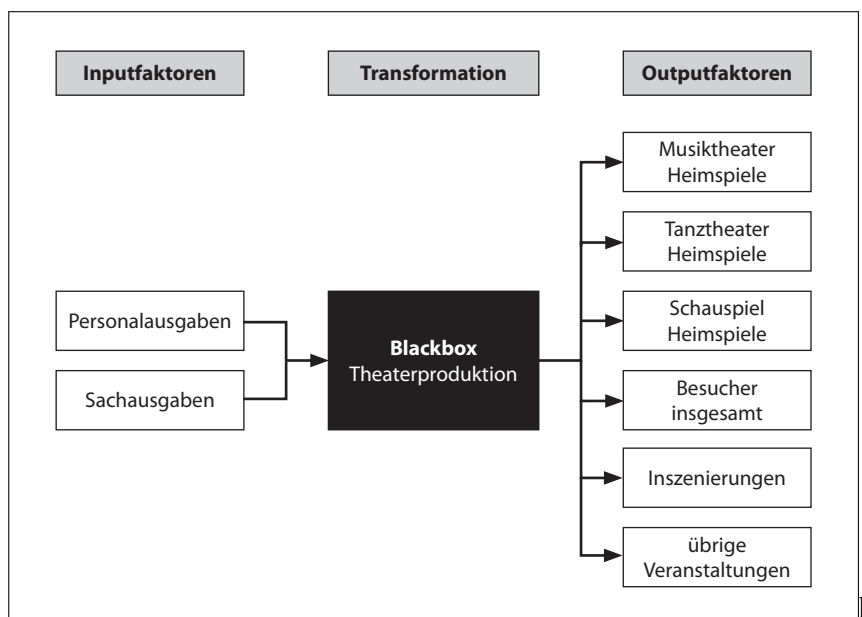 Inputfaktoren
Transformation
Outputfaktoren
Personalausgaben
Sachausgaben
Blackbox
Theaterproduktion
Musiktheater
Heimspiele
Tanztheater
Heimspiele
Schauspiel
Heimspiele
Besucher
insgesamt
Inszenierungen
übrige
Veranstaltungen